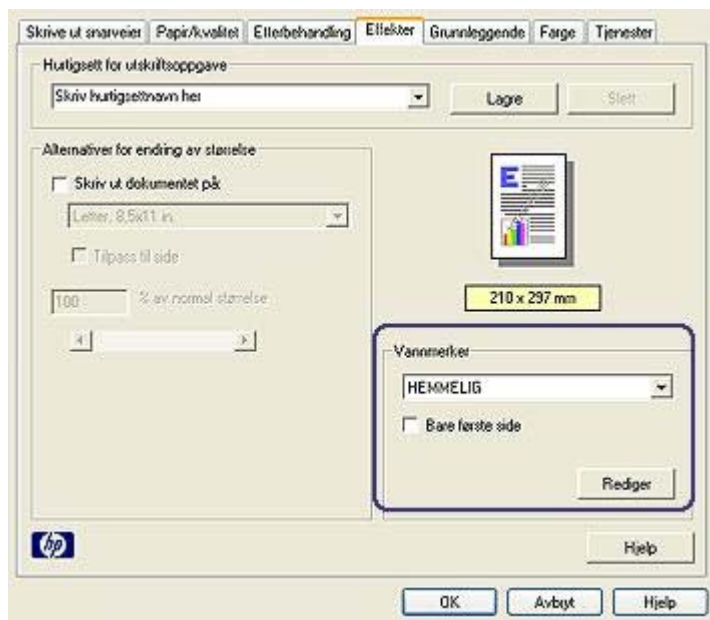 Skrive ut snarveier Papir/kvalitet Etterbehandling Effekter Grunnleggende Farge Tjenester
Hurtigsett for utskriftsoppgave
Skriv hurtigsettnavn her Lagre Slett
Alternativer for endring av størrelse
Skriv ut dokumentet på:
Letter, 8,5x11 in.
Tilpass til side
100 % av normal størrelse
E
210 x 297 mm
Vannmerker
HEMMELIG
Bare første side
Rediger
hp
Hjelp
OK Avbryt Hjelp